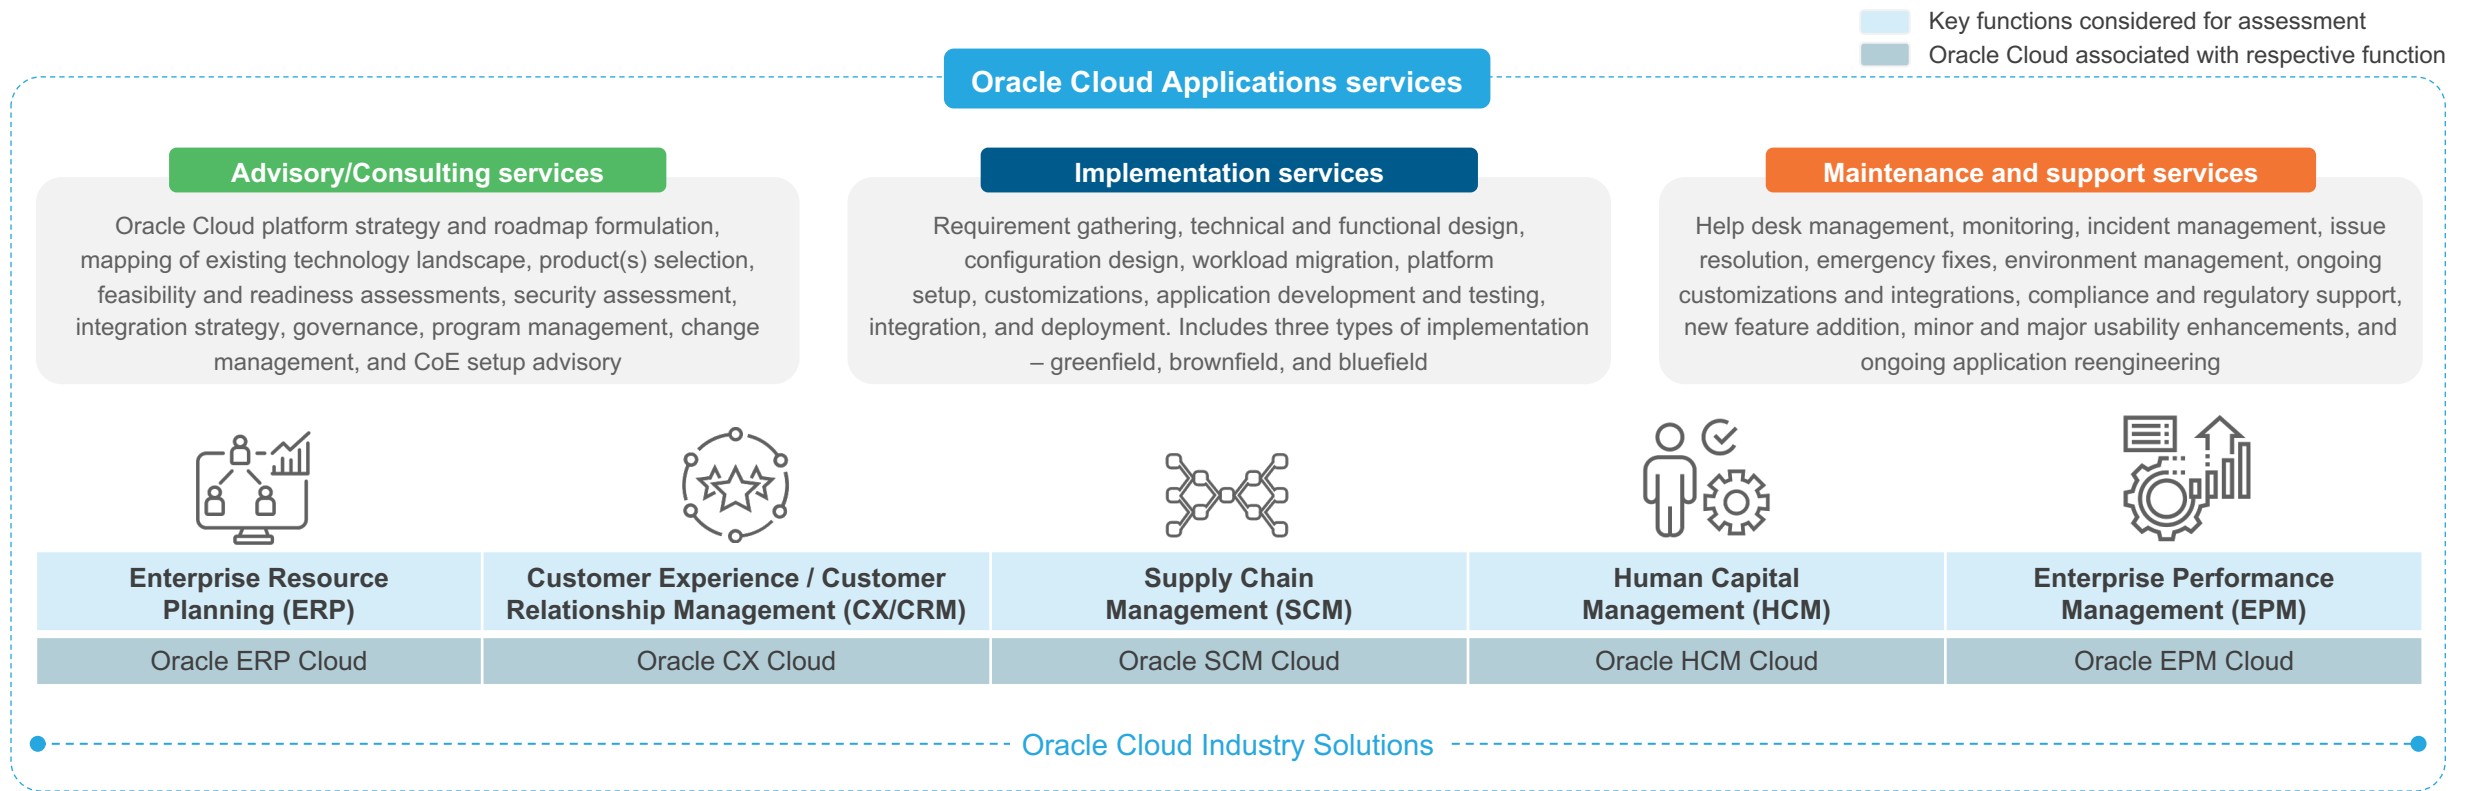 Key functions considered for assessment
Oracle Cloud associated with respective function
Oracle Cloud Applications services
Advisory/Consulting services
Oracle Cloud platform strategy and roadmap formulation,
mapping of existing technology landscape, product(s) selection,
feasibility and readiness assessments, security assessment,
integration strategy, governance, program management, change
management, and CoE setup advisory
Implementation services
Requirement gathering, technical and functional design,
configuration design, workload migration, platform
setup, customizations, application development and testing,
integration, and deployment. Includes three types of implementation
– greenfield, brownfield, and bluefield
Maintenance and support services
Help desk management, monitoring, incident management, issue
resolution, emergency fixes, environment management, ongoing
customizations and integrations, compliance and regulatory support,
new feature addition, minor and major usability enhancements, and
ongoing application reengineering
Enterprise Resource
Planning (ERP)
Customer Experience / Customer
Relationship Management (CX/CRM)
Supply Chain
Management (SCM)
Human Capital
Management (HCM)
Enterprise Performance
Management (EPM)
Oracle ERP Cloud
Oracle CX Cloud
Oracle SCM Cloud
Oracle HCM Cloud
Oracle EPM Cloud
Oracle Cloud Industry Solutions